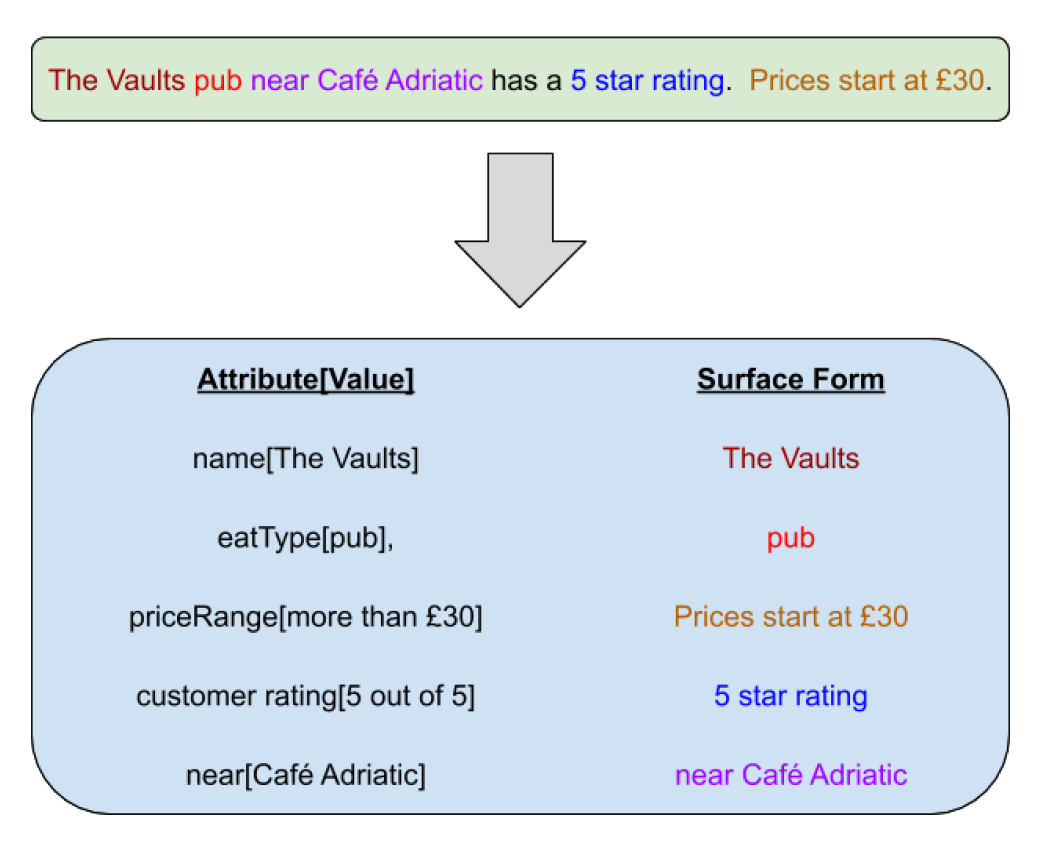 The Vaults pub near Café Adriatic has a 5 star rating.  Prices start at £30.
Attribute[Value] Surface Form
name[The Vaults] The Vaults
eatType[pub], pub
priceRange[more than £30] Prices start at £30
customer rating[5 out of 5] 5 star rating
near[Café Adriatic] near Café Adriatic